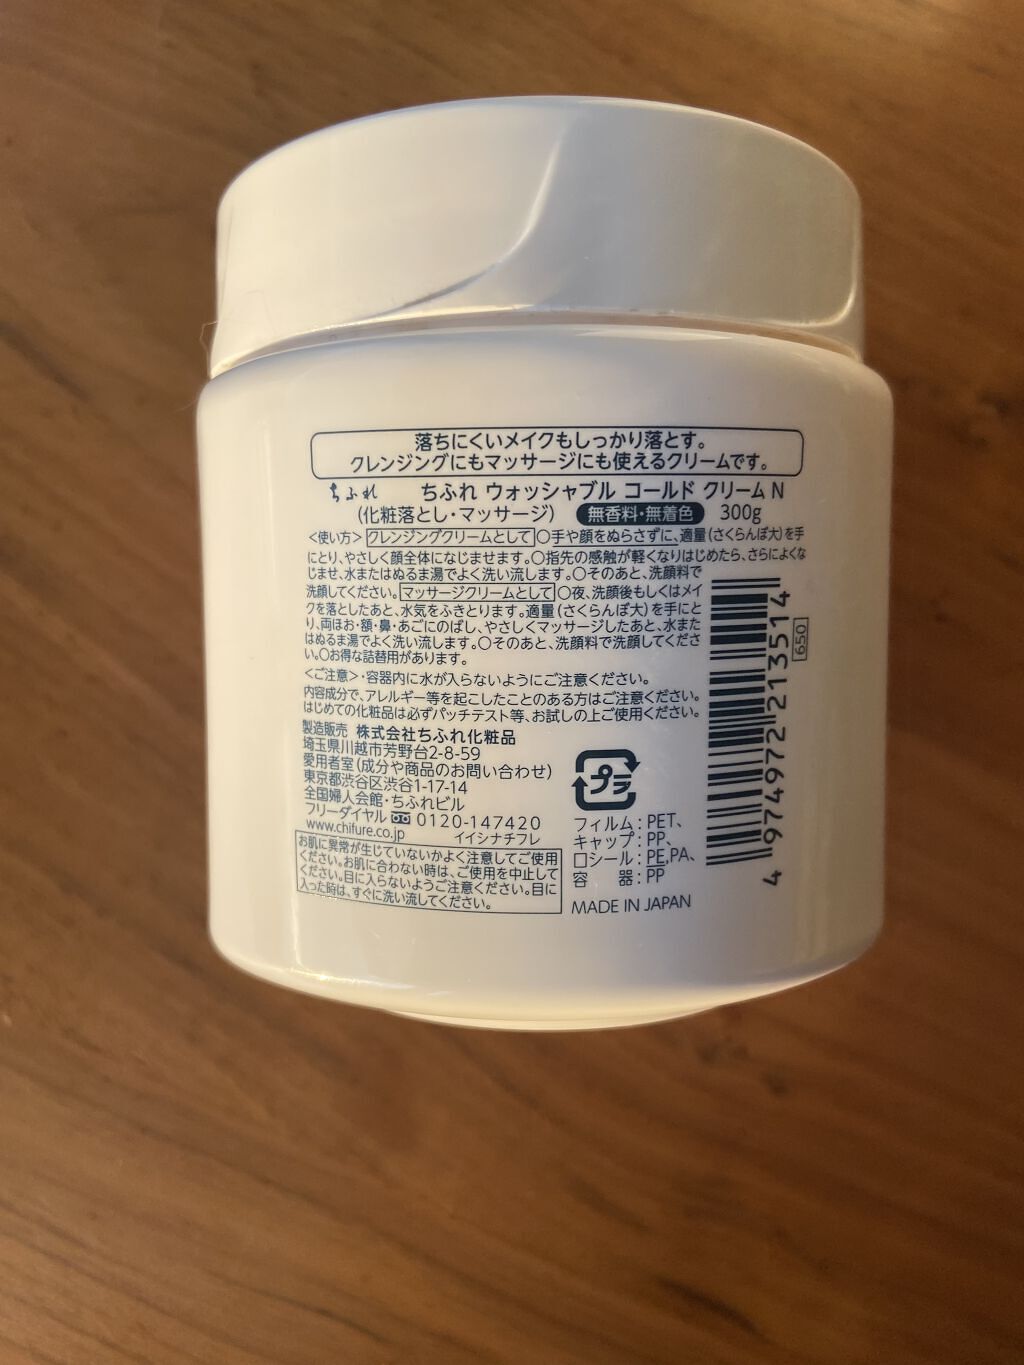 落ちにくいメイクもしっかり落とす。
クレンジングにもマッサージにも使えるクリームです。
ちふれ ちふれ ウォッシャブル コールド クリーム N
(化粧落とし・マッサージ) 無香料・無着色 300g
<使い方> クレンジングクリームとして ○手や顔をぬらさずに、適量(さくらんぼ大)を手
にとり、やさしく顔全体になじませます。○指先の感触が軽くなりはじめたら、さらによくな
じませ、水またはぬるま湯でよく洗い流します。○そのあと、洗顔料で
洗顔してください。 マッサージクリームとして ○夜、洗顔後もしくはメイ
クを落としたあと、水気をふきとります。適量(さくらんぼ大)を手にと
り、両ほお・額・鼻・あごにのばし、やさしくマッサージしたあと、水また
はぬるま湯でよく洗い流します。○そのあと、洗顔料で洗顔してくださ
い。○お得な詰替用があります。
<ご注意>・容器内に水が入らないようにご注意ください。
内容成分で、アレルギー等を起こしたことのある方はご注意ください。
はじめての化粧品は必ずパッチテスト等、お試しの上ご使用ください。
製造販売 株式会社ちふれ化粧品
埼玉県川越市芳野台2-8-59
愛用者室(成分や商品のお問い合わせ)
東京都渋谷区渋谷1-17-14
全国婦人会館・ちふれビル
フリーダイヤル 0120-147420
www.chifure.co.jp イイシナチフレ
お肌に異常が生じていないかよく注意してご使用
ください。お肌に合わない時は、ご使用を中止して
ください。目に入らないようご注意ください。目に
入った時は、すぐに洗い流してください。
プラ
フィルム:PET、
キャップ:PP、
口シール:PE,PA、
容 器:PP
MADE IN JAPAN
4 974972 213514
650